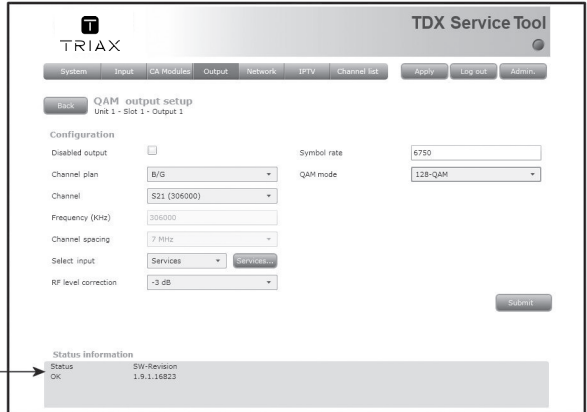 TDX Service Tool
TRIAX
System Input CA Modules Output Network IPTV Channel list Apply Log out Admin.
Back QAM output setup
Unit 1 - Slot 1 - Output 1
Configuration
Disabled output Symbol rate 6750
Channel plan B/G QAM mode 128-QAM
Channel S21 (306000)
Frequency (KHz) 306000
Channel spacing 7 MHz
Select input Services Services...
RF level correction -3 dB
Submit
Status information
Status SW-Revision
OK 1.9.1.16823